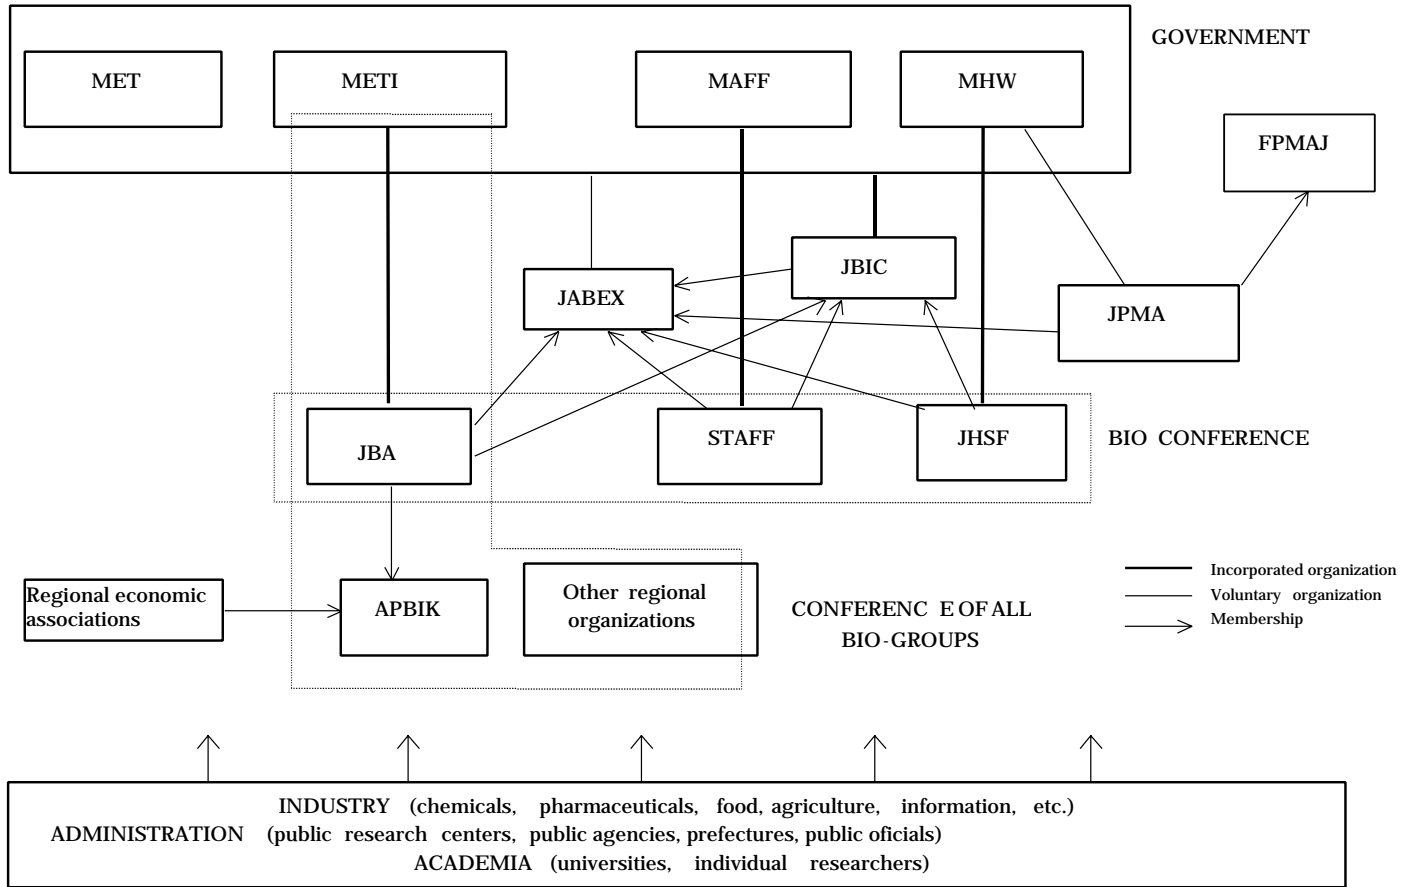 GOVERNMENT
MET
METI
MAFF
MHW
FPMAJ
JBIC
JABEX
JPMA
JBA
STAFF
JHSF
BIO CONFERENCE
Regional economic
associations
APBIK
Other regional
organizations
CONFERENC E OF ALL
BIO-GROUPS
Incorporated organization
Voluntary organization
Membership
INDUSTRY (chemicals, pharmaceuticals, food, agriculture, information, etc.)
ADMINISTRATION (public research centers, public agencies, prefectures, public oficials)
ACADEMIA (universities, individual researchers)